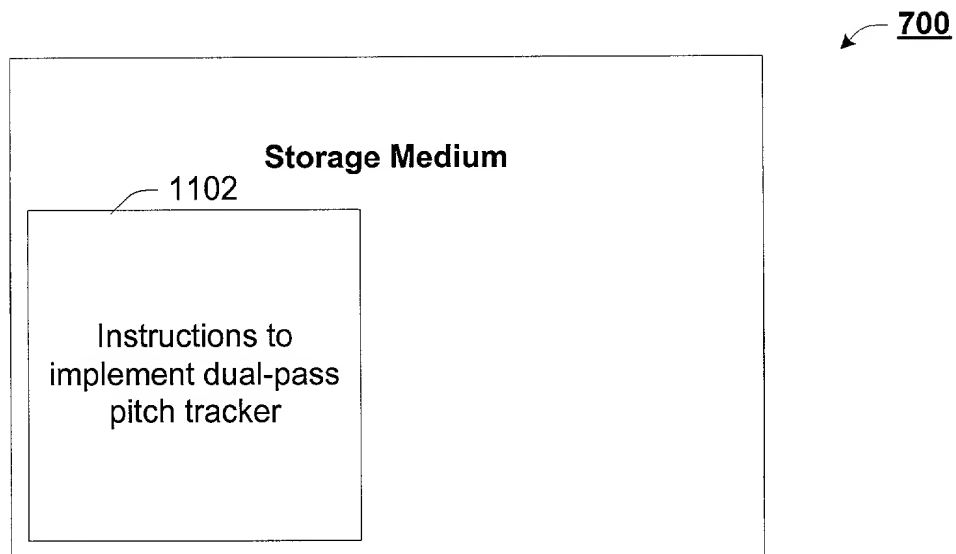 700
Storage Medium
1102
Instructions to
implement dual-pass
pitch tracker